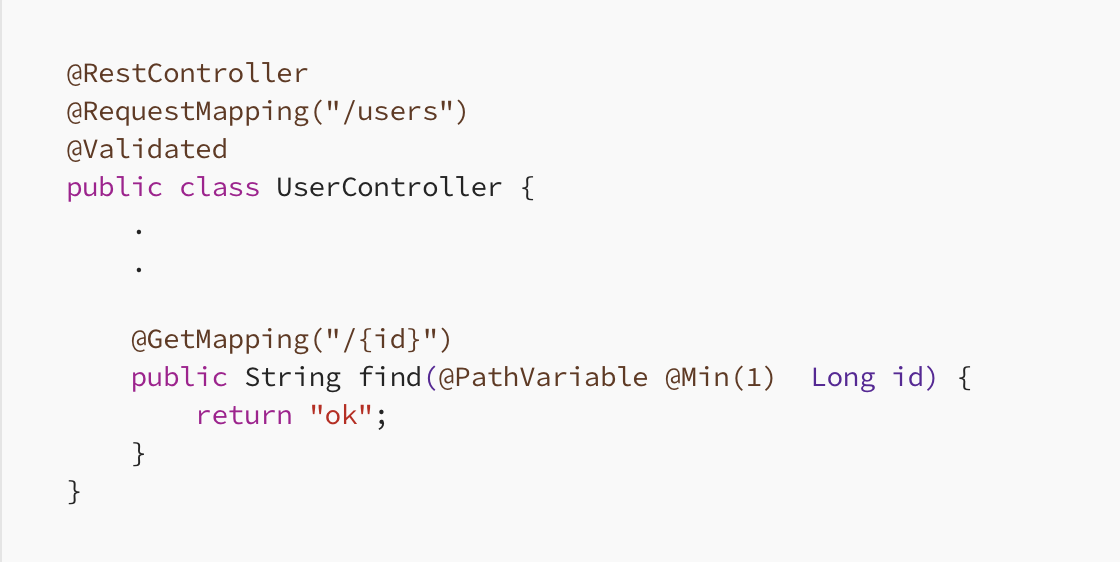 @RestController
@RequestMapping("/users")
@Validated
public class UserController {
    .
    .

    @GetMapping("/{id}")
    public String find(@PathVariable @Min(1)  Long id) {
        return "ok";
    }
}